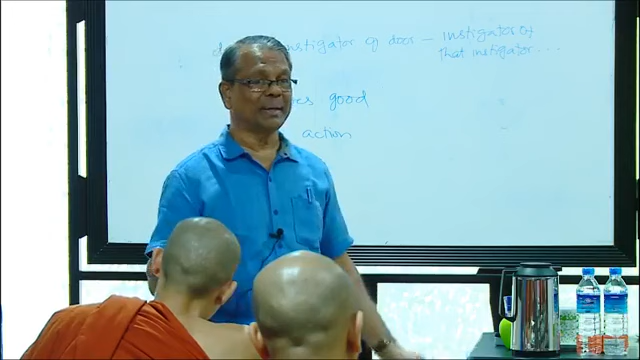 instigator of doer – instigator of
that instigator ...
good
action